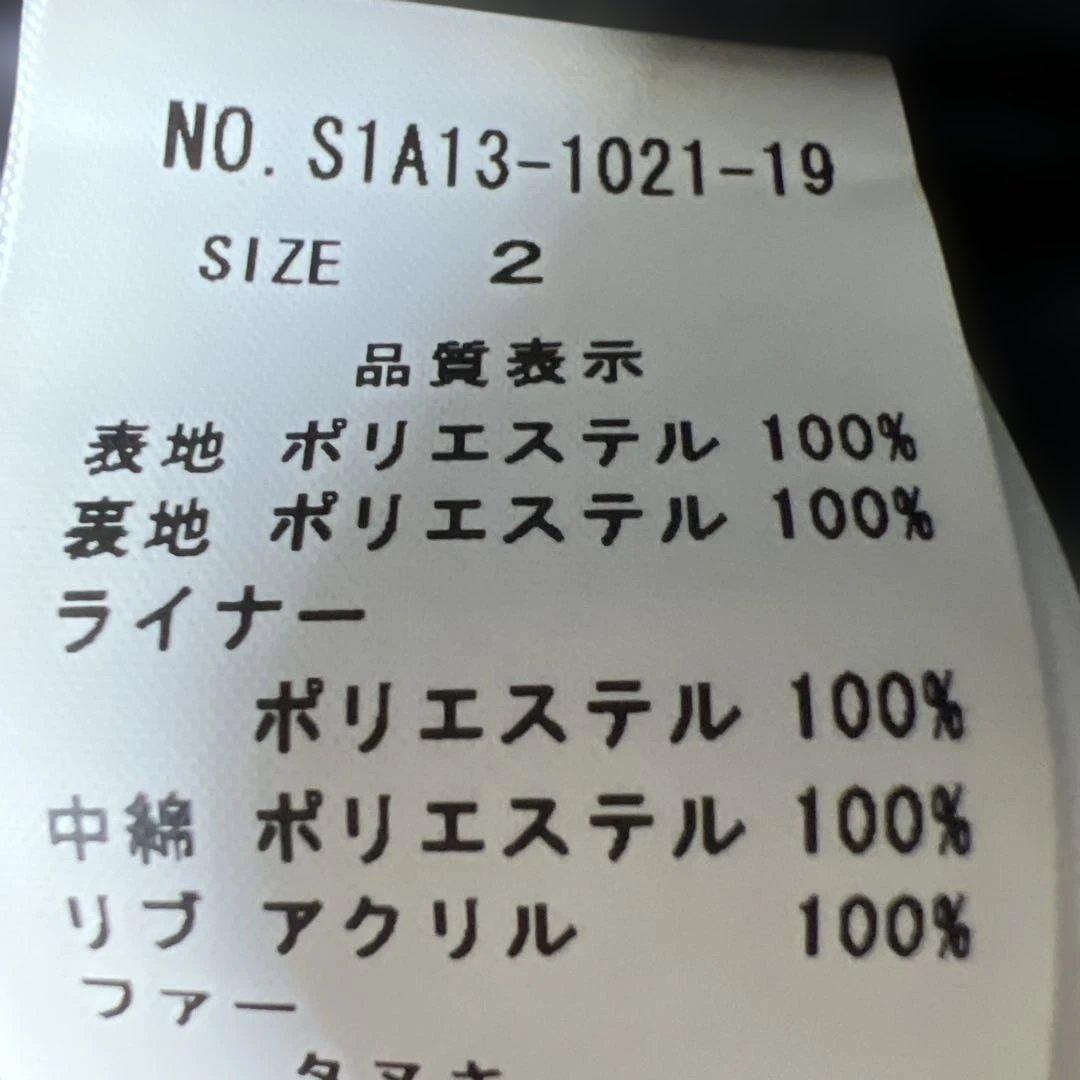 NO. S1A13-1021-19
SIZE 2
品質表示
表地 ポリエステル 100%
裏地 ポリエステル 100%
ライナー
ポリエステル 100%
中綿 ポリエステル 100%
リブ アクリル 100%
ファー
タヌキ